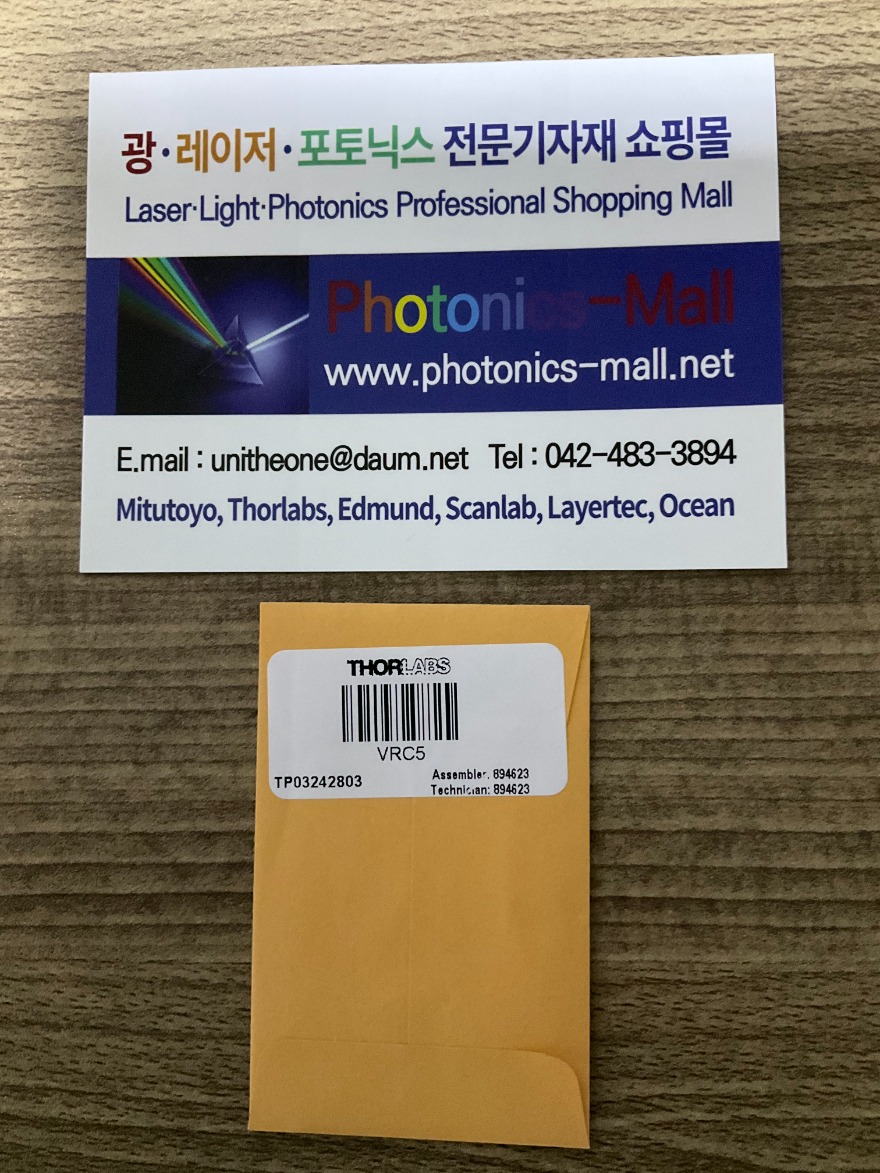 광·레이저·포토닉스 전문기자재 쇼핑몰
Laser·Light·Photonics Professional Shopping Mall
Photonics-Mall
www.photonics-mall.net
E.mail : unitheone@daum.net Tel : 042-483-3894
Mitutoyo, Thorlabs, Edmund, Scanlab, Layertec, Ocean
THORLABS
VRC5
TP03242803
Assembler. 894623
Technician: 894623